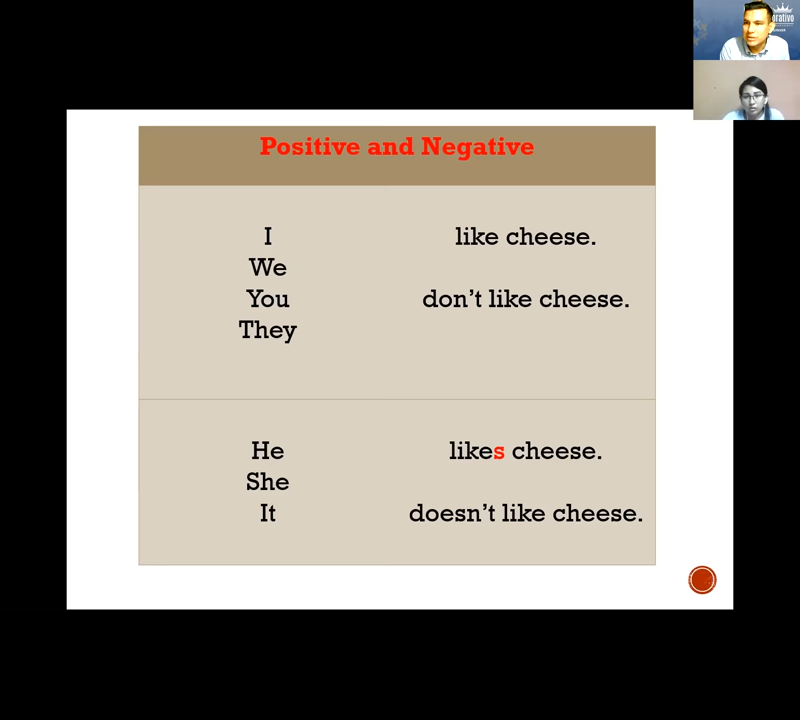 orativo
Positive and Negative
I
We
You
They
like cheese.
don't like cheese.
He
She
It
likes cheese.
doesn't like cheese.